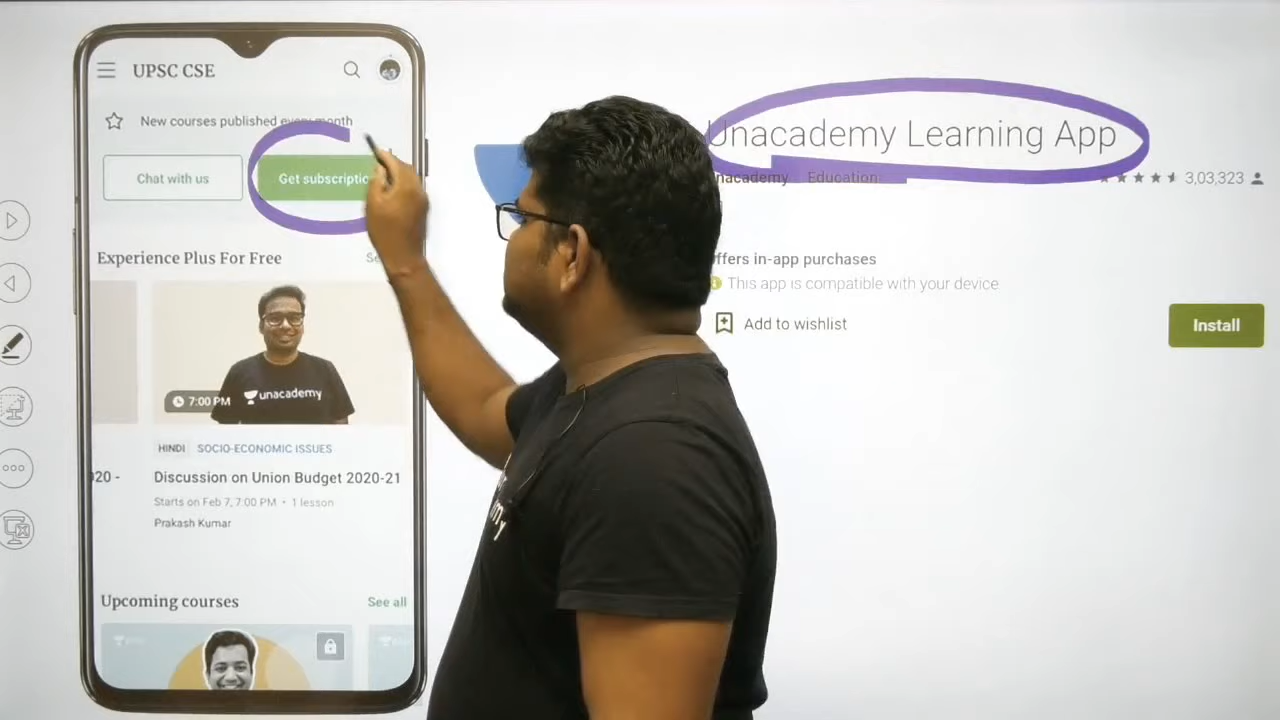 UPSC CSE
New courses published every month
Chat with us
Get subscriptio
Experience Plus For Free
Se
7:00 PM
unacademy
020 -
HINDI SOCIO-ECONOMIC ISSUES
Discussion on Union Budget 2020-21
Starts on Feb 7, 7:00 PM • 1 lesson
Prakash Kumar
Upcoming courses
See all
Unacademy Learning App
nacademy Education
3,03,323
ffers in-app purchases
This app is compatible with your device
Add to wishlist
Install